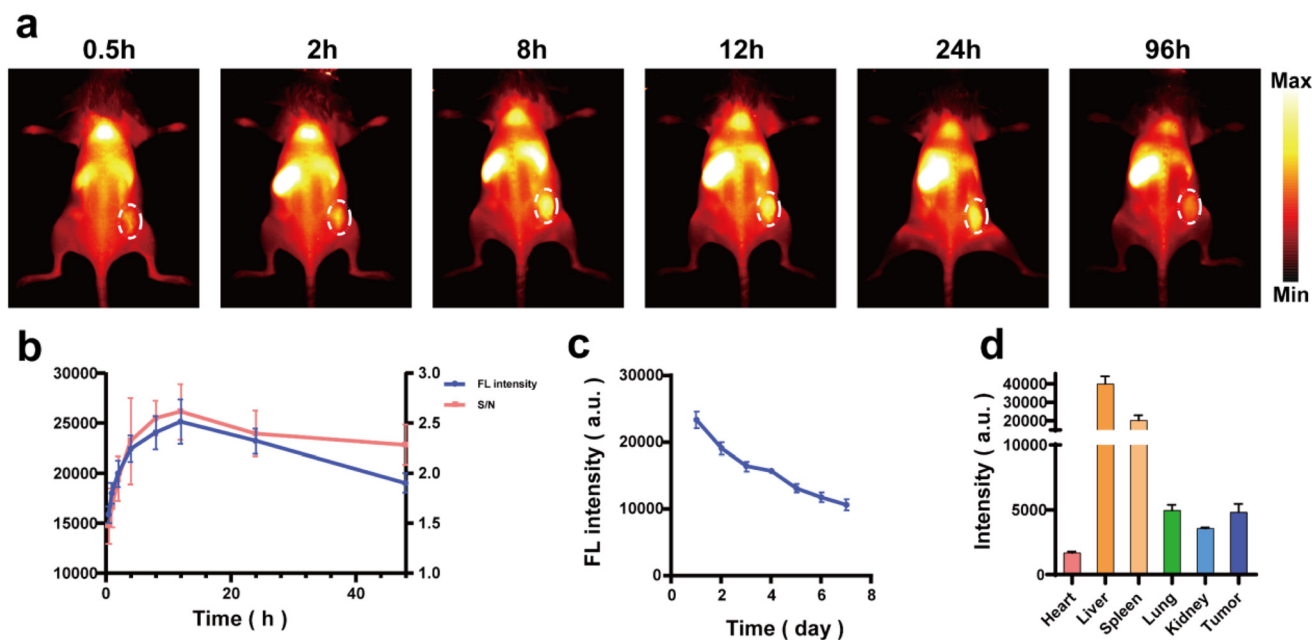 a
0.5h 2h 8h 12h 24h 96h
Max
Min
b
30000
25000
20000
15000
10000
3.0
2.5
2.0
1.5
1.0
0 20 40
Time ( h )
FL intensity
S/N
c
FL intensity ( a.u. )
30000
20000
10000
0
0 2 4 6 8
Time ( day )
d
Intensity ( a.u. )
40000
30000
20000
10000
5000
0
Heart Liver Spleen Lung Kidney Tumor